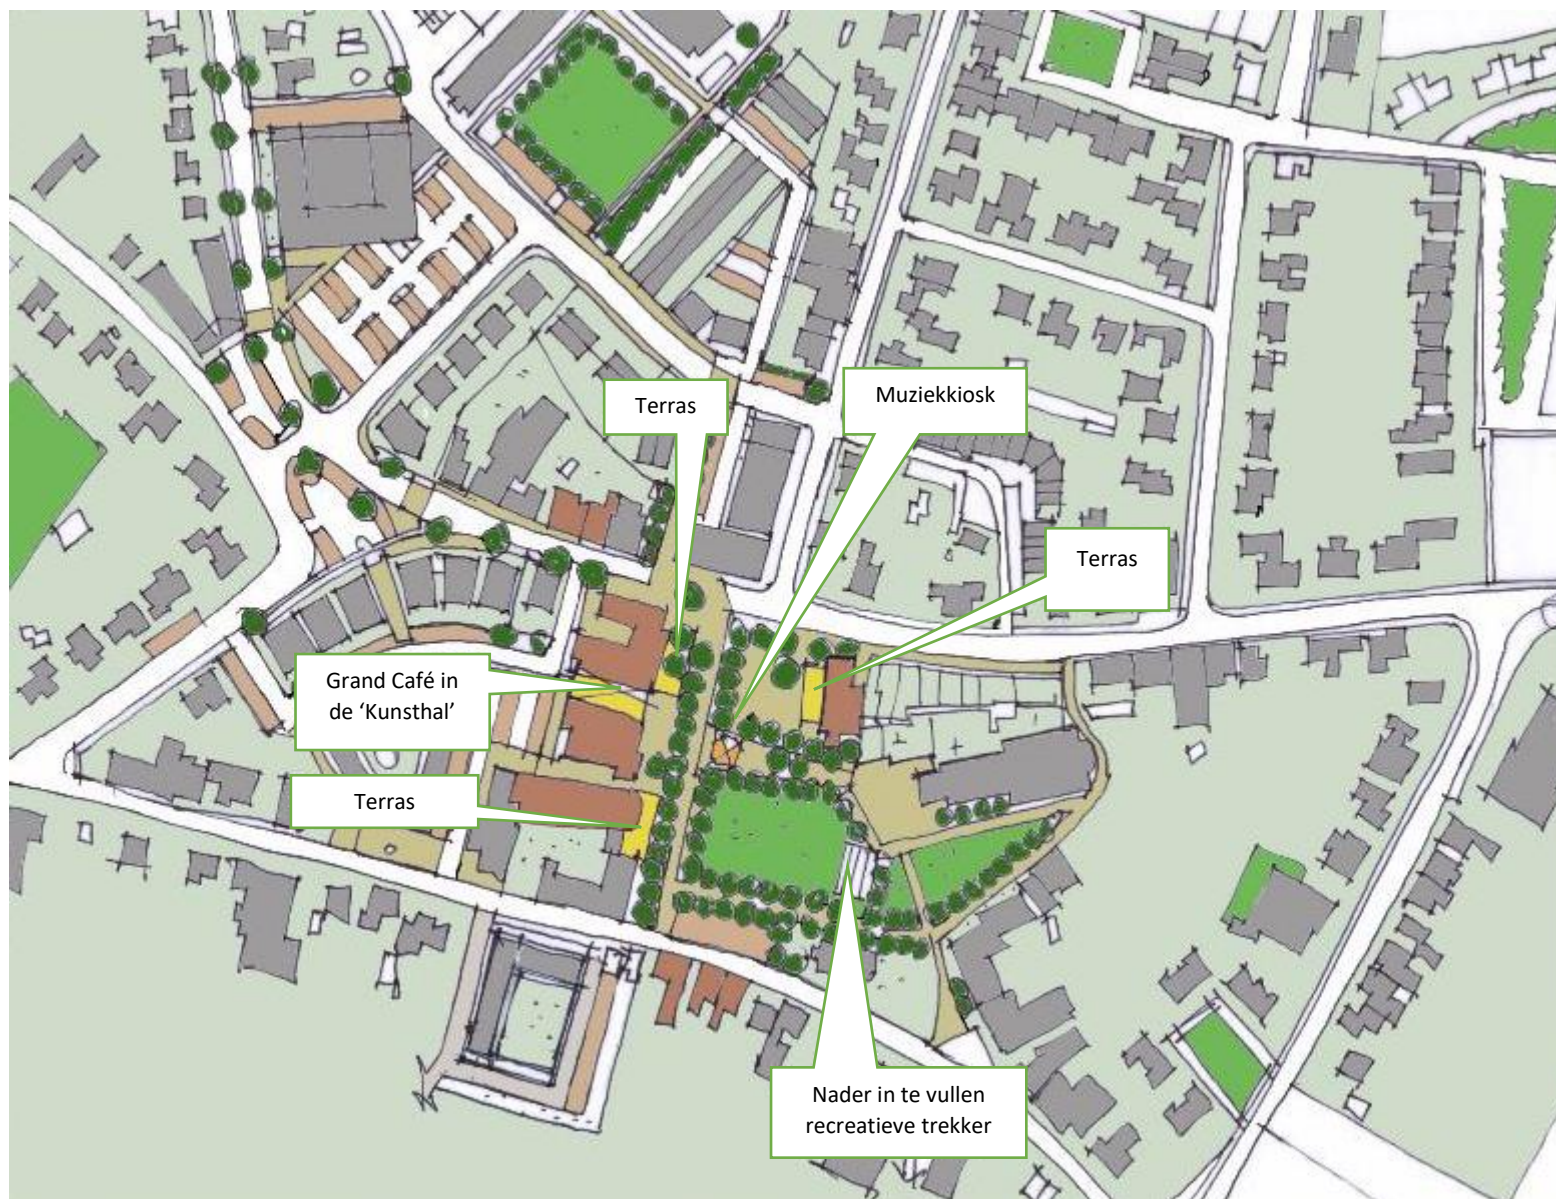 Muziekkiosk
Terras
Terras
Grand Café in
de ‘Kunsthal’
Terras
Nader in te vullen
recreatieve trekker